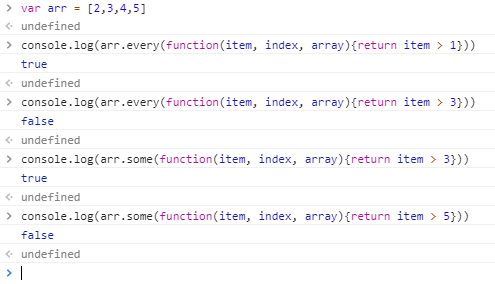 > var arr = [2,3,4,5]
undefined
> console.log(arr.every(function(item, index, array){return item > 1}))
true
undefined
> console.log(arr.every(function(item, index, array){return item > 3}))
false
undefined
> console.log(arr.some(function(item, index, array){return item > 3}))
true
undefined
> console.log(arr.some(function(item, index, array){return item > 5}))
false
undefined
>